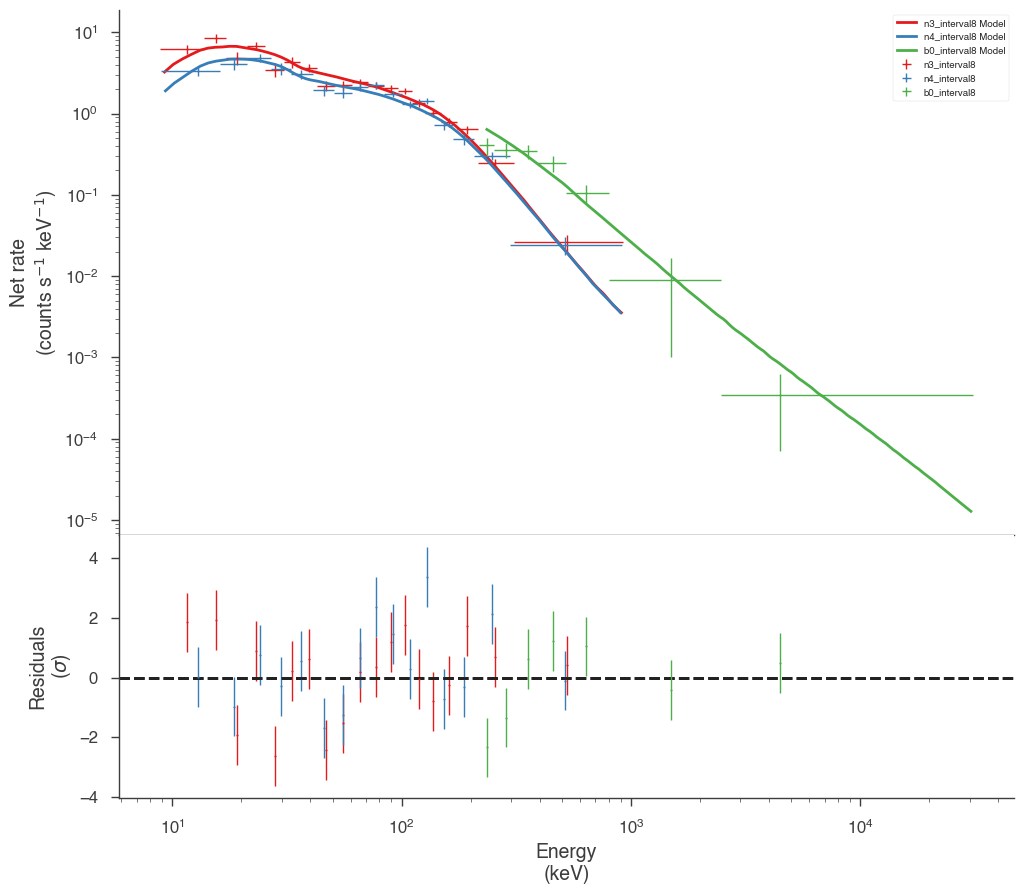 n3_interval8 Model
n4_interval8 Model
b0_interval8 Model
n3_interval8
n4_interval8
b0_interval8
10¹
10⁰
10⁻¹
10⁻²
10⁻³
10⁻⁴
10⁻⁵
Net rate
(counts s⁻¹ keV⁻¹)
4
2
0
−2
−4
Residuals
(σ)
10¹ 10² 10³ 10⁴
Energy
(keV)